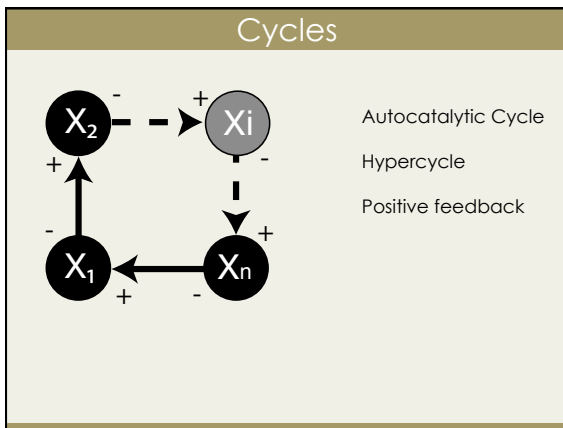 Cycles
- +
X₂ Xi
+ -
Autocatalytic Cycle
Hypercycle
Positive feedback
- +
X₁ Xn
+ -